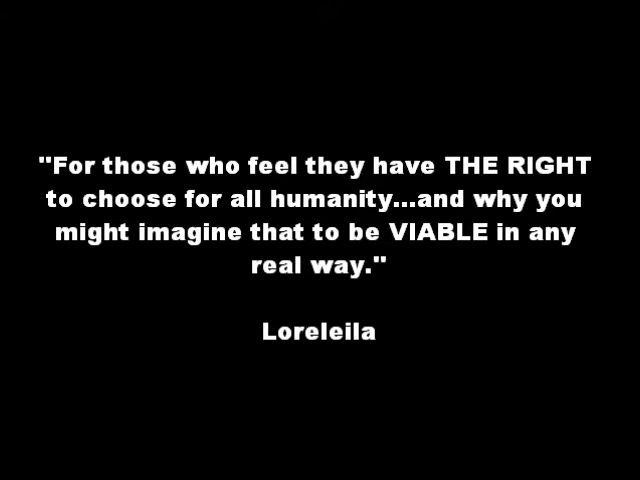 "For those who feel they have THE RIGHT
to choose for all humanity...and why you
might imagine that to be VIABLE in any
real way."
Loreleila